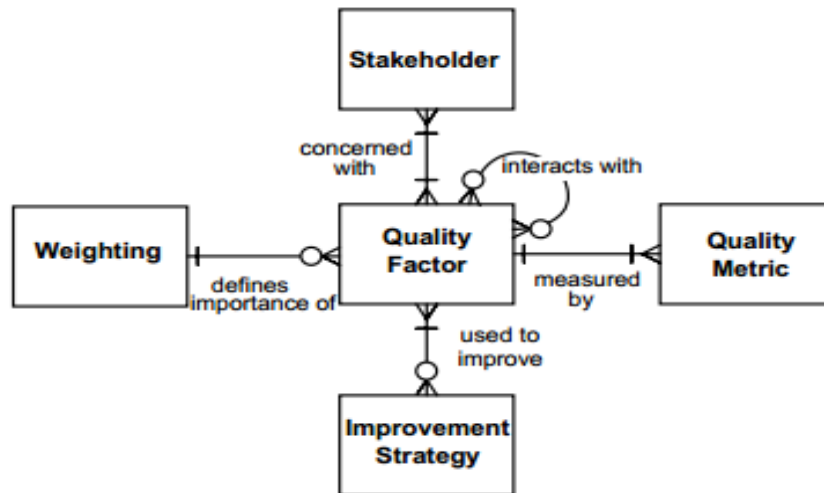 Stakeholder
concerned
with
interacts with
Weighting
defines
importance of
Quality
Factor
measured
by
Quality
Metric
used to
improve
Improvement
Strategy